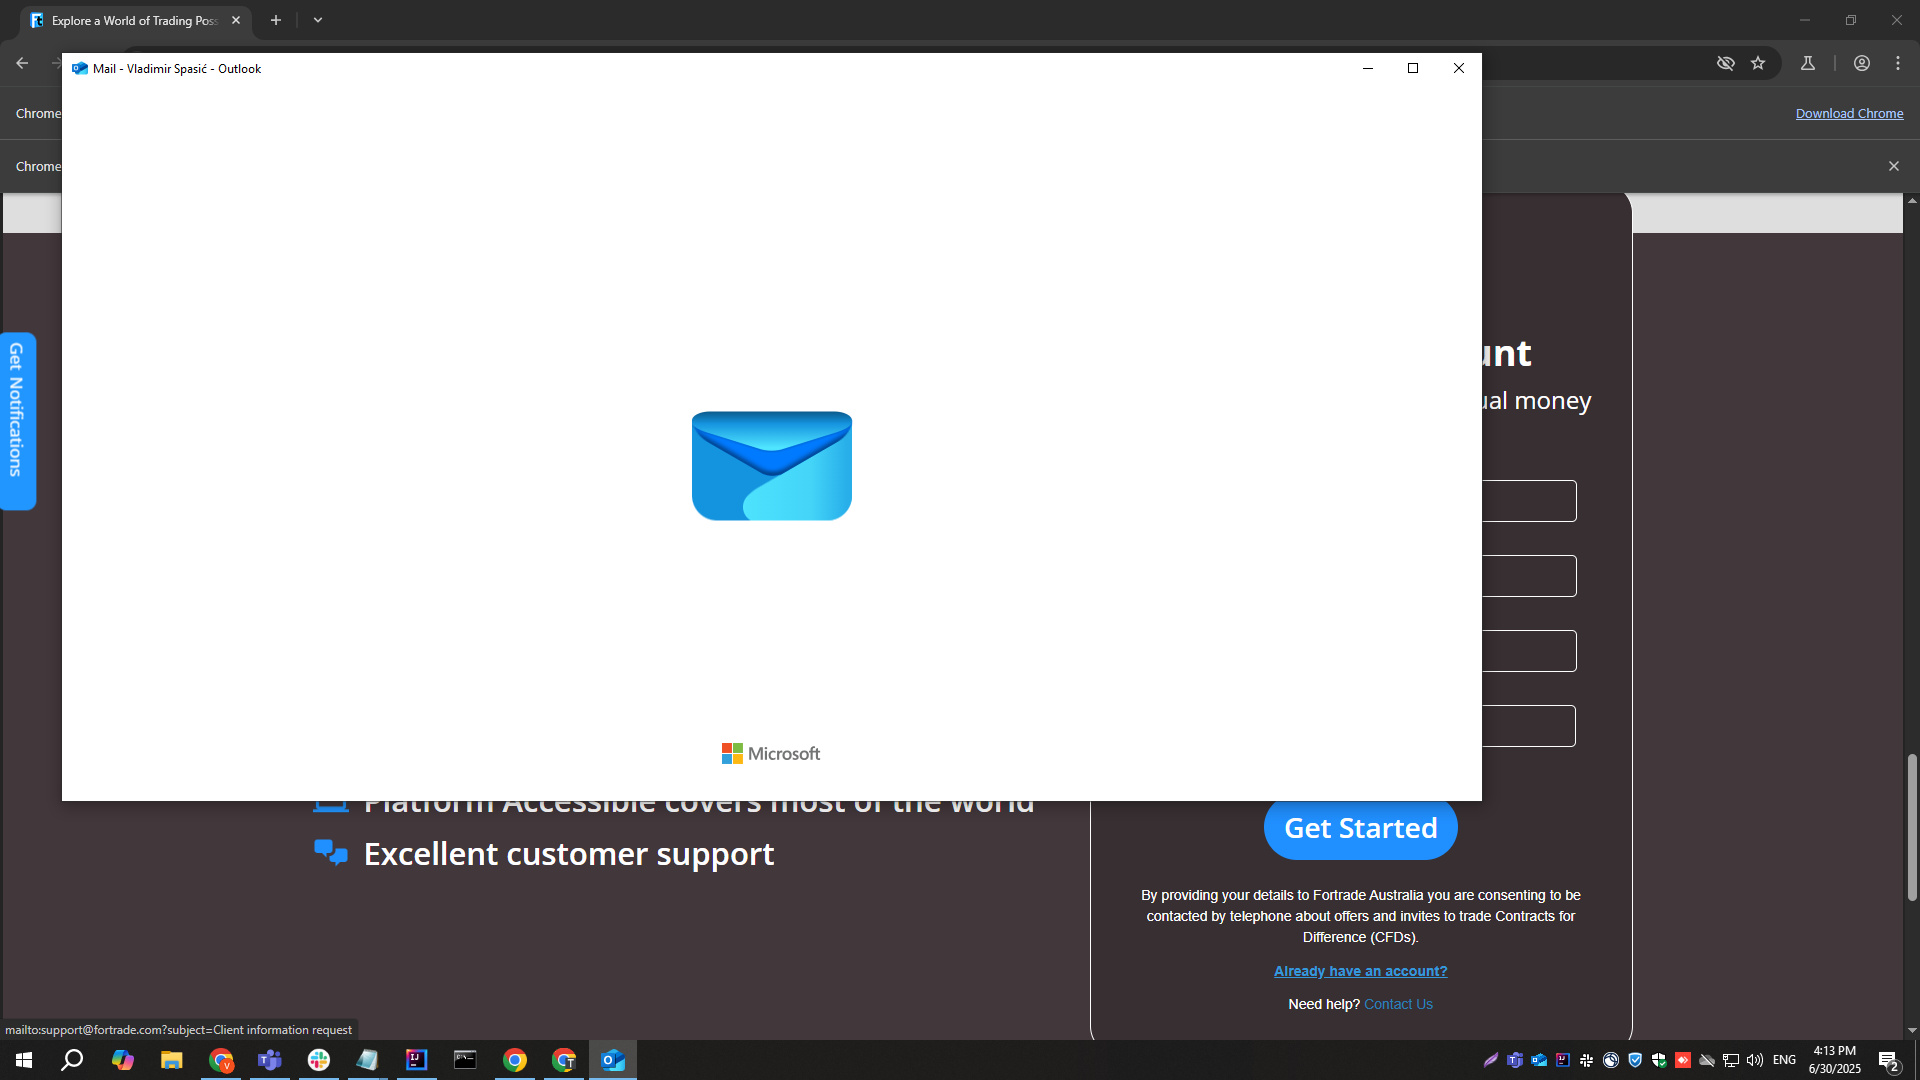 Explore a World of Trading Pos
Mail - Vladimir Spasić - Outlook
Chrome
Download Chrome
Chrome
Get Notifications
unt
ual money
Microsoft
Platform Accessible covers most of the world
Excellent customer support
Get Started
By providing your details to Fortrade Australia you are consenting to be
contacted by telephone about offers and invites to trade Contracts for
Difference (CFDs).
Already have an account?
Need help? Contact Us
mailto:support@fortrade.com?subject=Client information request
ENG
4:13 PM
6/30/2025
2